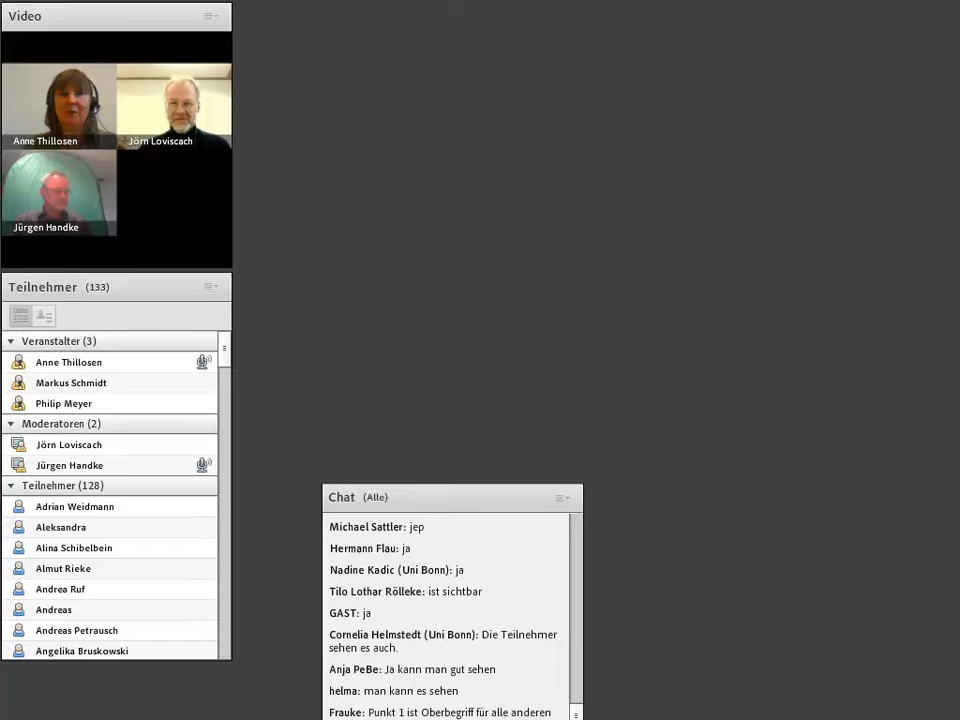 Video
Anne Thillosen
Jörn Loviscach
Jürgen Handke
Teilnehmer (133)
Veranstalter (3)
Anne Thillosen
Markus Schmidt
Philip Meyer
Moderatoren (2)
Jörn Loviscach
Jürgen Handke
Teilnehmer (128)
Adrian Weidmann
Aleksandra
Alina Schibelbein
Almut Rieke
Andrea Ruf
Andreas
Andreas Petrausch
Angelika Bruskowski
Chat (Alle)
Michael Sattler: jep
Hermann Flau: ja
Nadine Kadic (Uni Bonn): ja
Tilo Lothar Rölleke: ist sichtbar
GAST: ja
Cornelia Helmstedt (Uni Bonn): Die Teilnehmer
sehen es auch.
Anja PeBe: Ja kann man gut sehen
helma: man kann es sehen
Frauke: Punkt 1 ist Oberbegriff für alle anderen